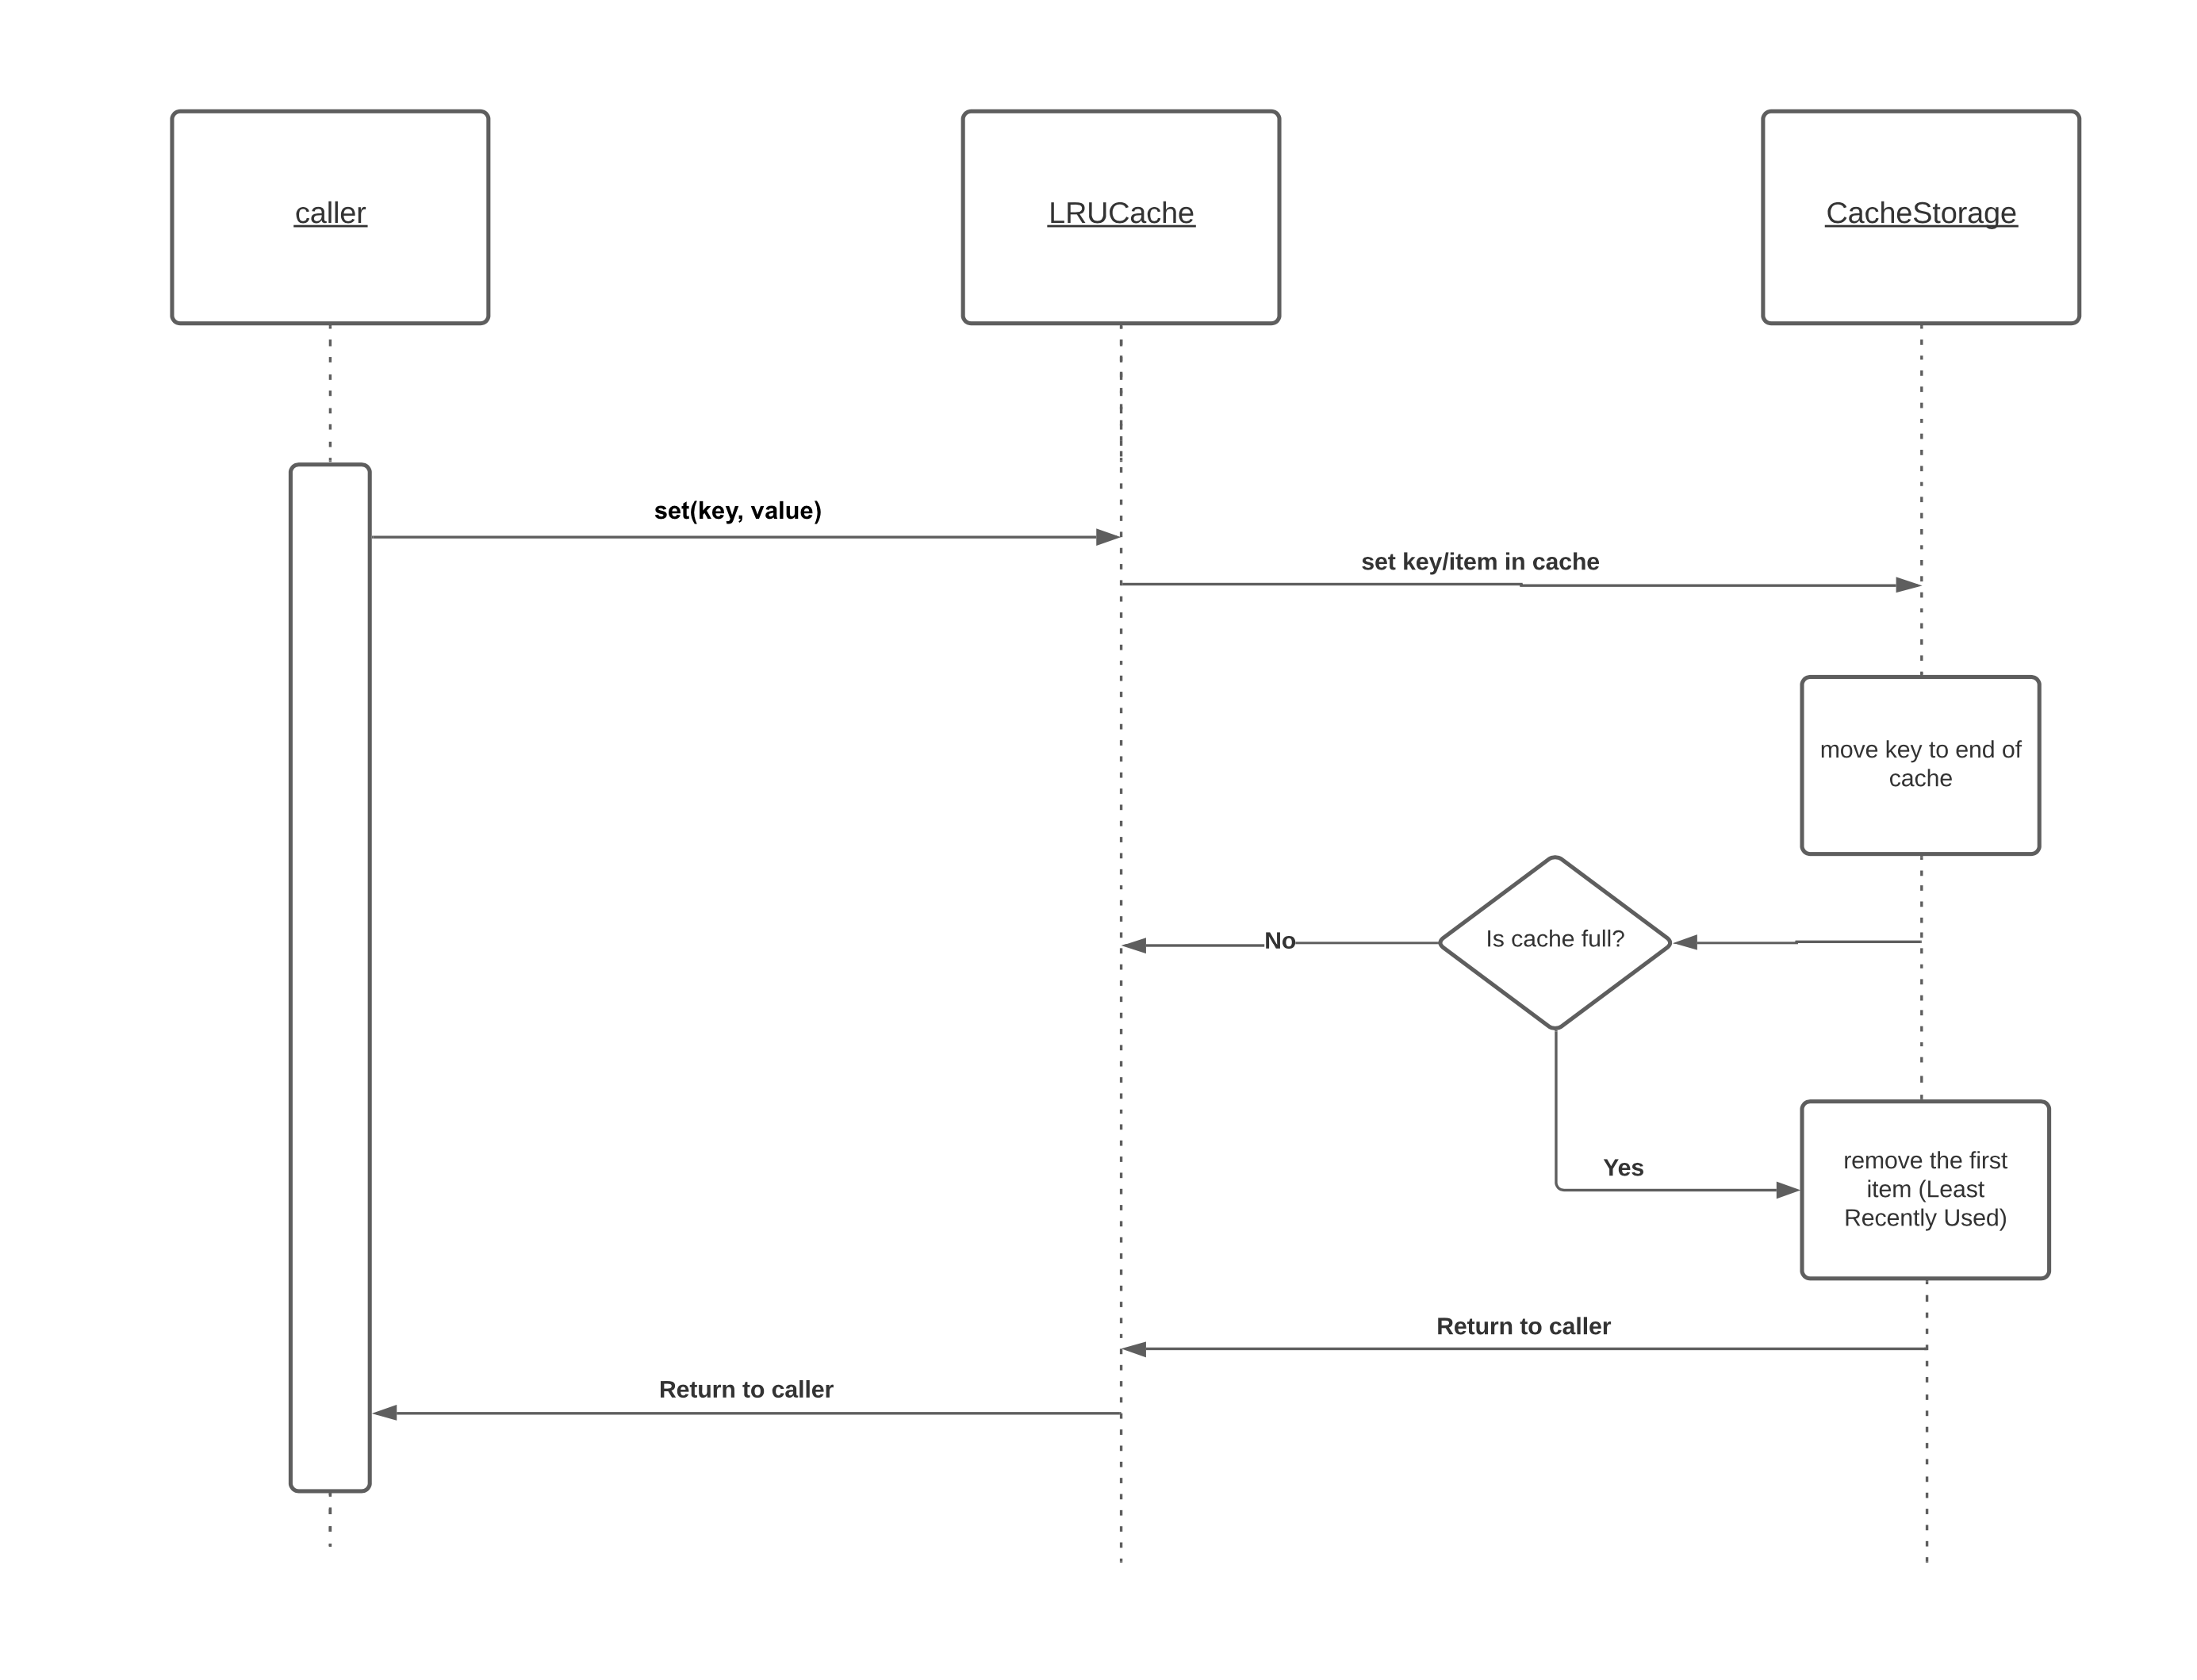 caller
LRUCache
CacheStorage
set(key, value)
set key/item in cache
move key to end of
cache
Is cache full?
No
Yes
remove the first
item (Least
Recently Used)
Return to caller
Return to caller